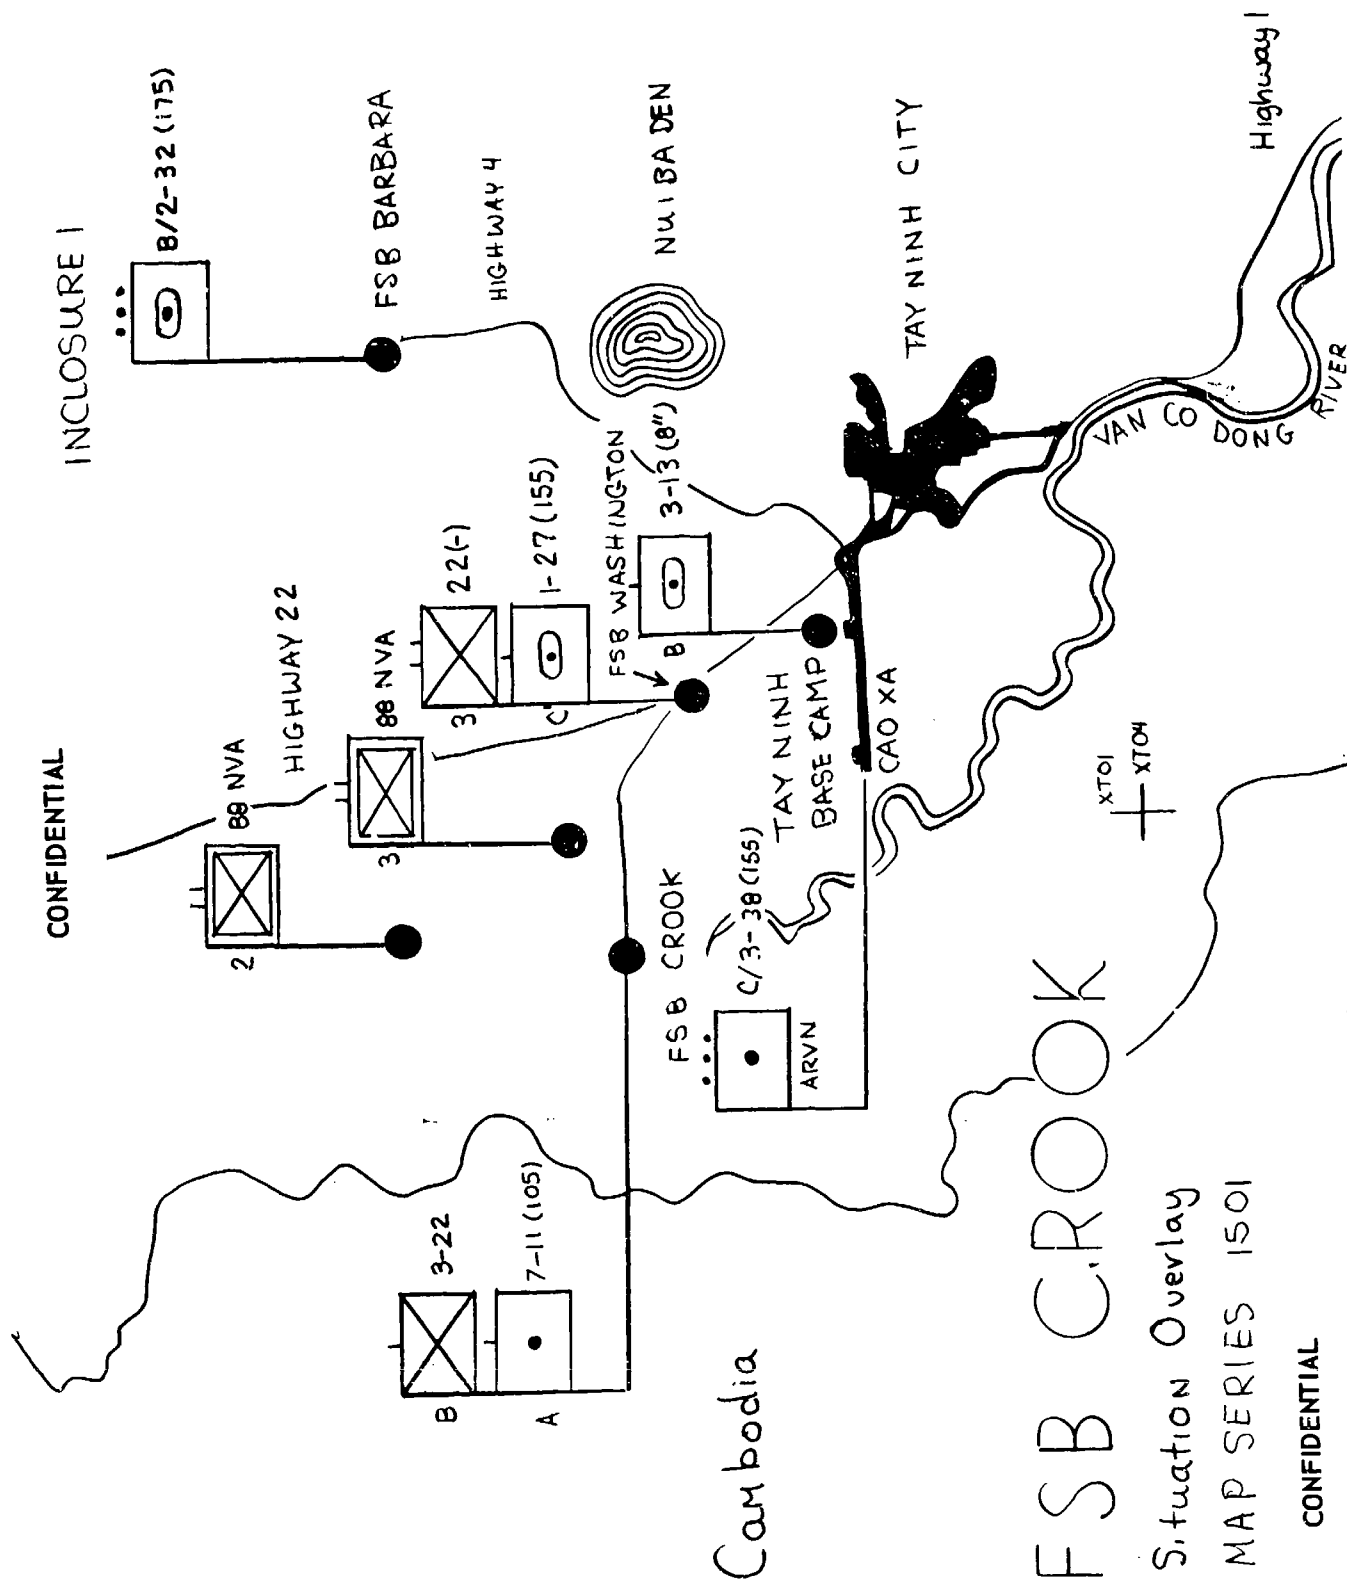 CONFIDENTIAL
INCLOSURE I
B/2-32 (175)
88 NVA
2
HIGHWAY 22
FSB BARBARA
88 NVA
3
B 3-22
3 22(-)
HIGHWAY 4
A 7-11 (105)
C 1-27 (155)
FSB WASHINGTON
NUI BA DEN
B 3-13 (8")
FSB CROOK
Cambodia
C/3-38 (155)
ARVN
TAY NINH
BASE CAMP
CAO XA
TAY NINH CITY
FSB CROOK
XT01
XT04
VAN CO DONG RIVER
Situation Overlay
MAP SERIES 1501
Highway 1
CONFIDENTIAL